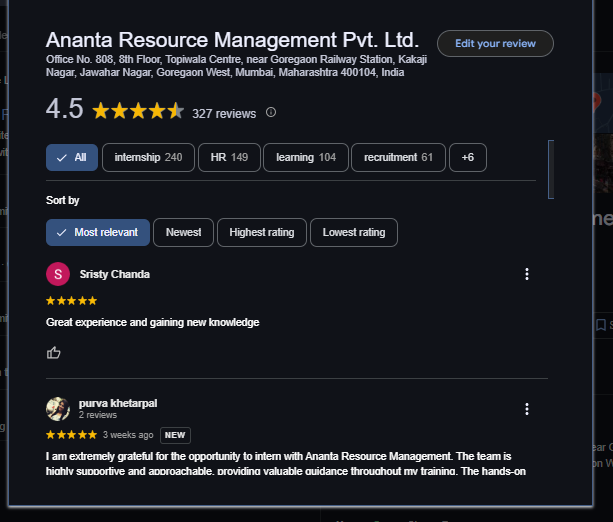 Ananta Resource Management Pvt. Ltd.
Edit your review
Office No. 808, 8th Floor, Topiwala Centre, near Goregaon Railway Station, Kakaji
Nagar, Jawahar Nagar, Goregaon West, Mumbai, Maharashtra 400104, India
4.5 327 reviews
All
internship 240
HR 149
learning 104
recruitment 61
+6
Sort by
Most relevant
Newest
Highest rating
Lowest rating
S
Sristy Chanda
Great experience and gaining new knowledge
purva khetarpal
2 reviews
3 weeks ago NEW
I am extremely grateful for the opportunity to intern with Ananta Resource Management. The team is
highly supportive and approachable, providing valuable guidance throughout my training. The hands-on